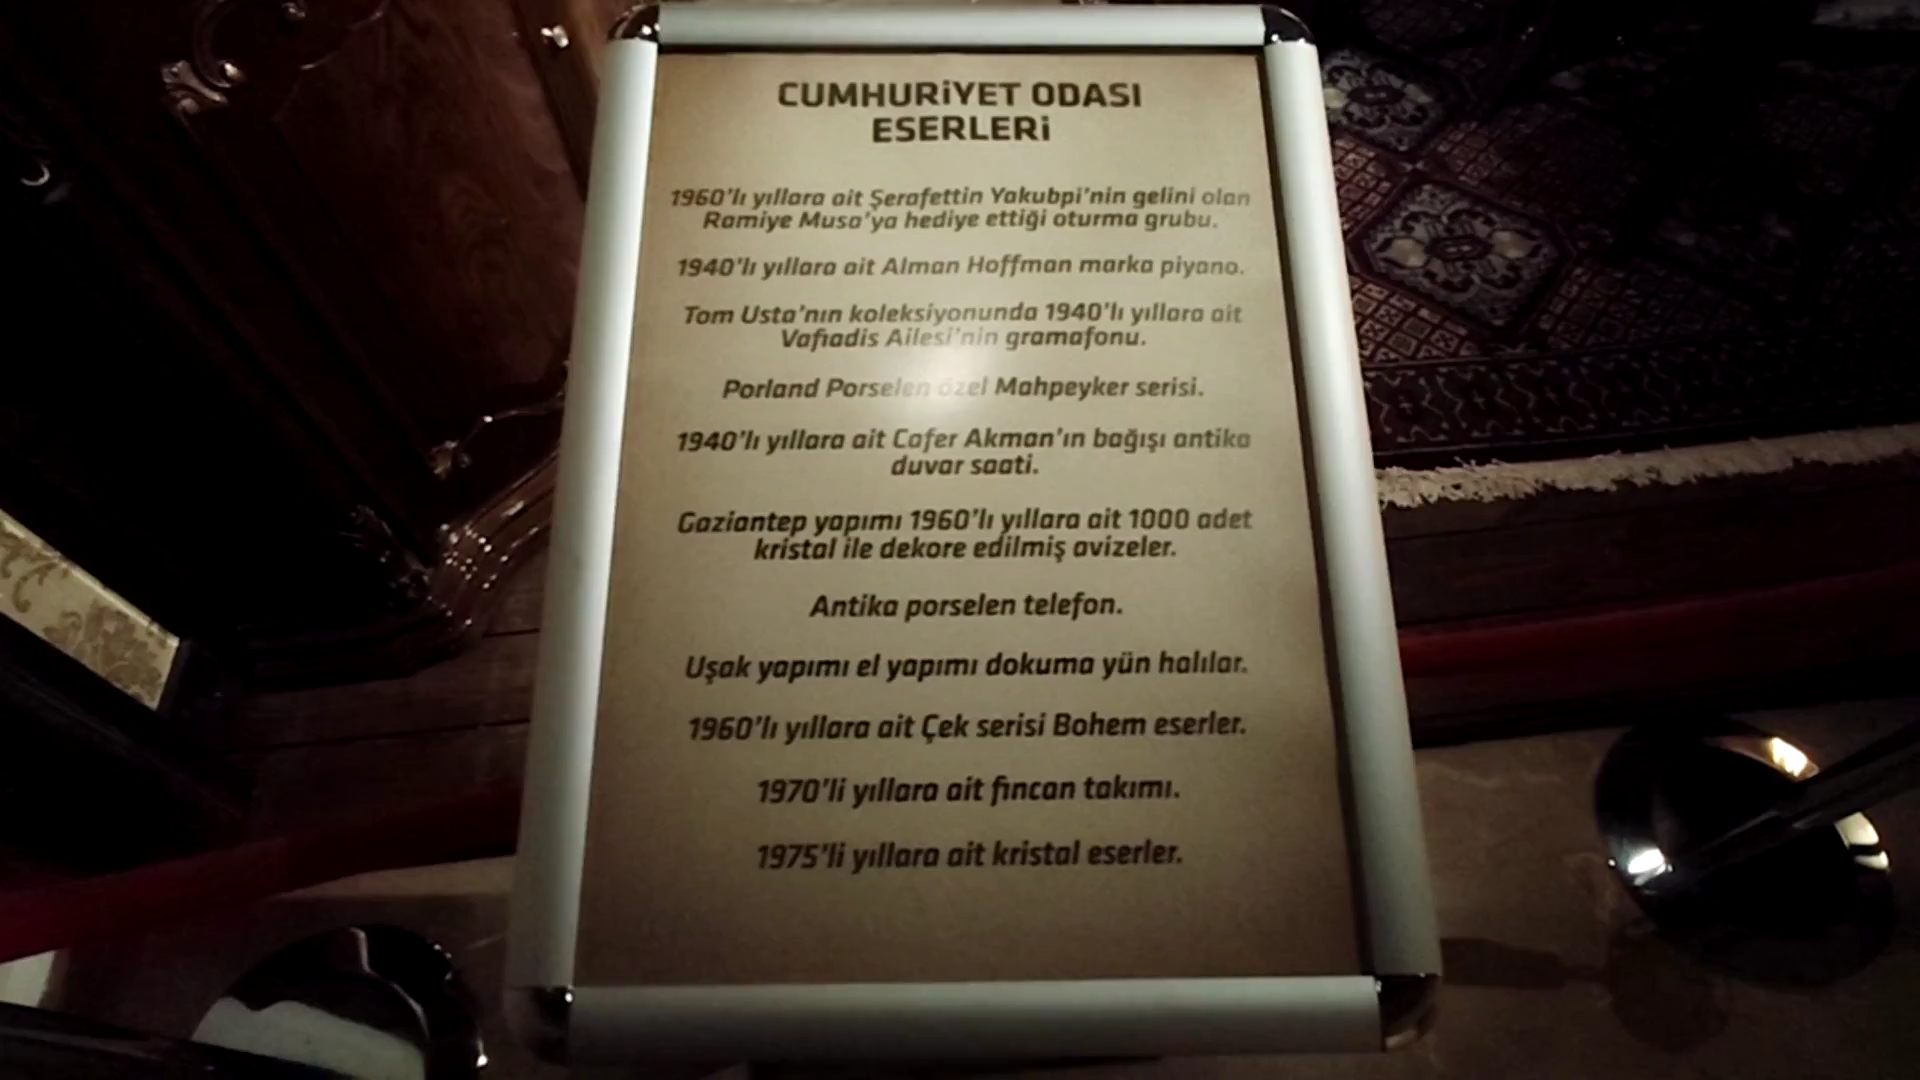 CUMHURİYET ODASI
ESERLERİ
1960'lı yıllara ait Şerafettin Yakubpi'nin gelini olan
Ramiye Musa'ya hediye ettiği oturma grubu.
1940'lı yıllara ait Alman Hoffman marka piyano.
Tom Usta'nın koleksiyonunda 1940'lı yıllara ait
Vafiadis Ailesi'nin gramafonu.
Porland Porselen özel Mahpeyker serisi.
1940'lı yıllara ait Cafer Akman'ın bağışı antika
duvar saati.
Gaziantep yapımı 1960'lı yıllara ait 1000 adet
kristal ile dekore edilmiş avizeler.
Antika porselen telefon.
Uşak yapımı el yapımı dokuma yün halılar.
1960'lı yıllara ait Çek serisi Bohem eserler.
1970'li yıllara ait fincan takımı.
1975'li yıllara ait kristal eserler.